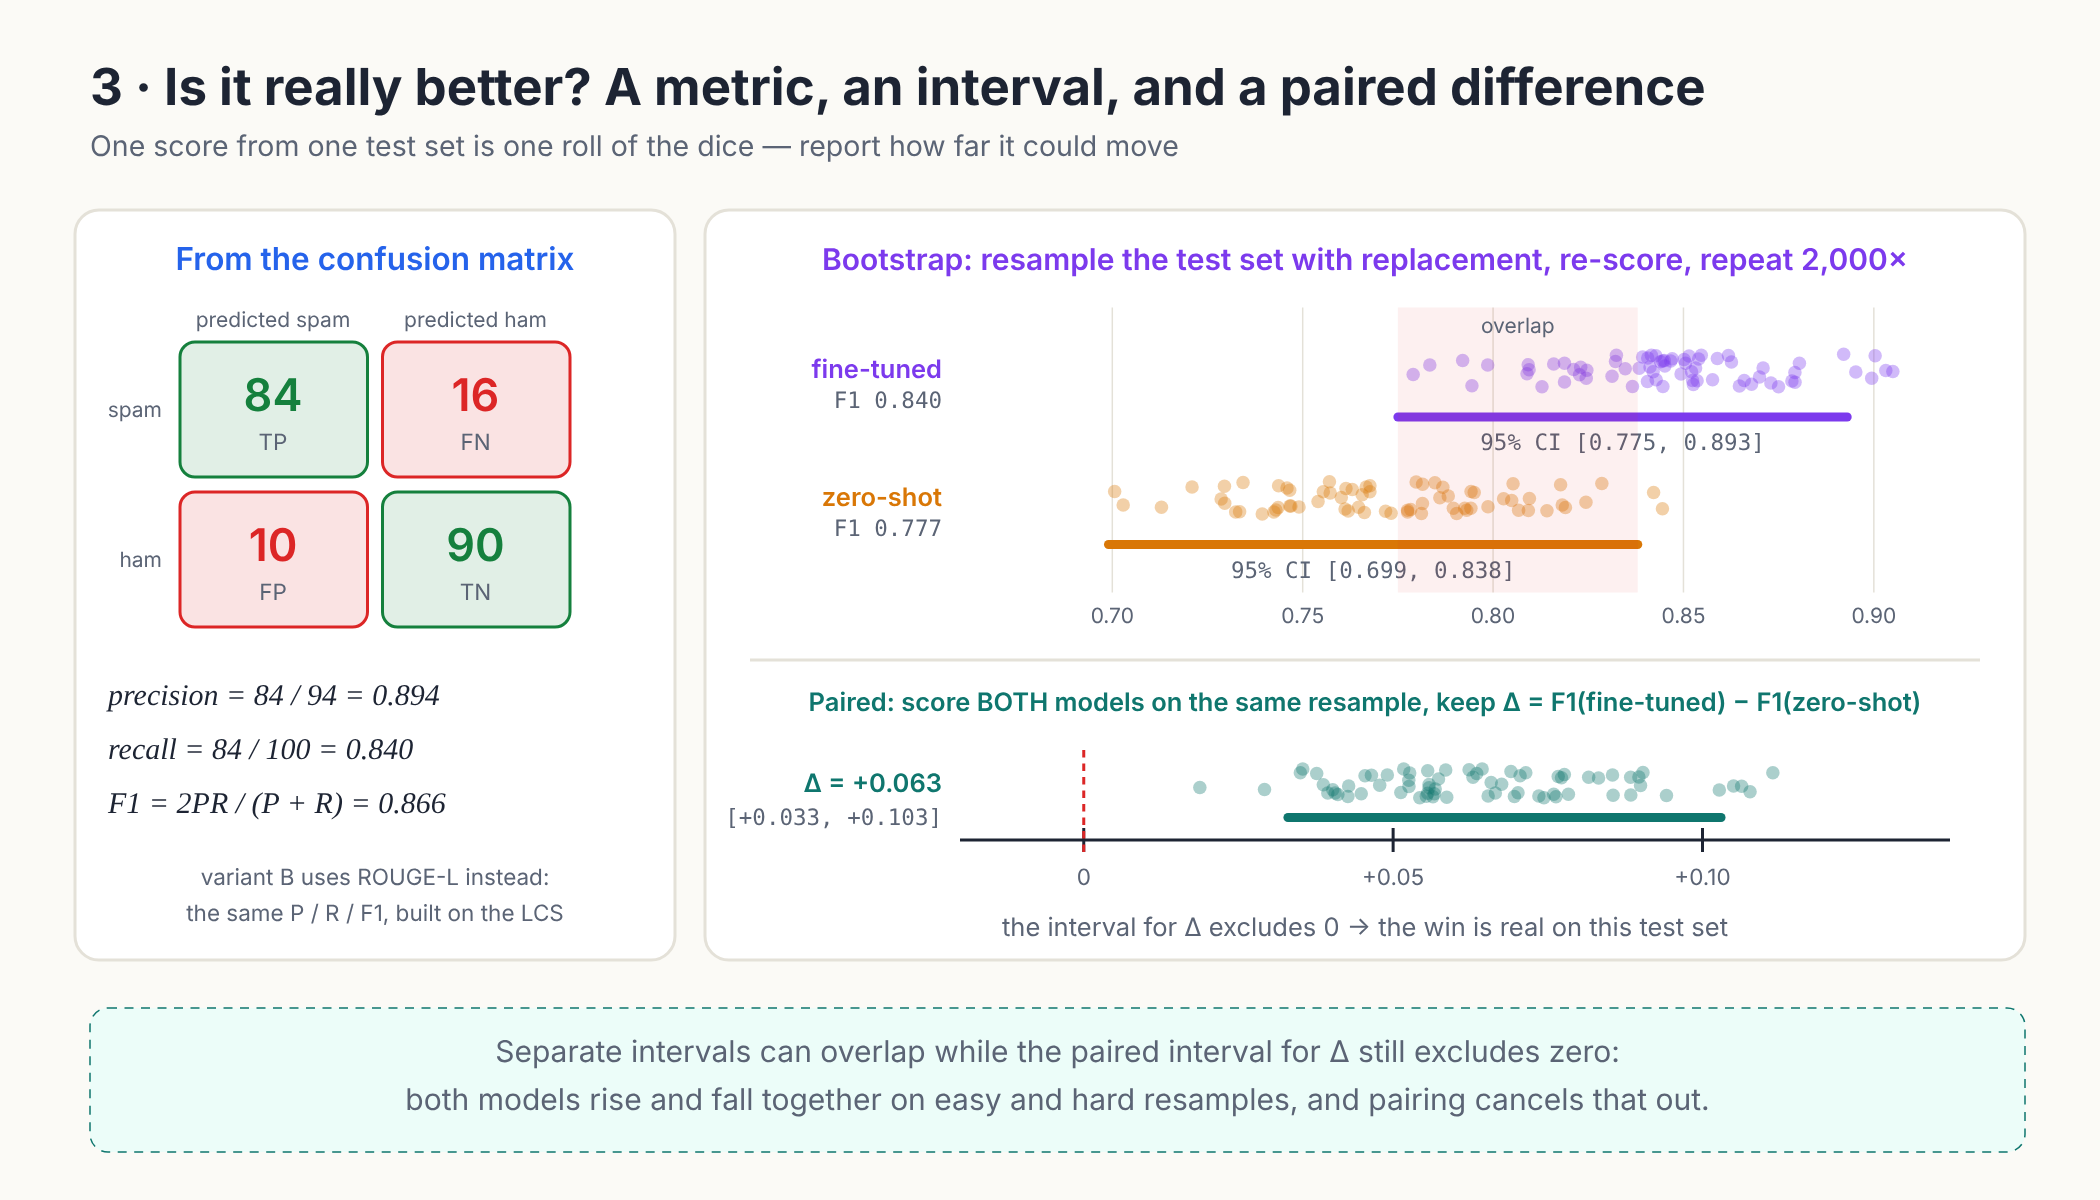 3 · Is it really better? A metric, an interval, and a paired difference
One score from one test set is one roll of the dice — report how far it could move
From the confusion matrix
predicted spam
predicted ham
spam
84
TP
16
FN
ham
10
FP
90
TN
precision = 84 / 94 = 0.894
recall = 84 / 100 = 0.840
F1 = 2PR / (P + R) = 0.866
variant B uses ROUGE-L instead:
the same P / R / F1, built on the LCS
Bootstrap: resample the test set with replacement, re-score, repeat 2,000×
overlap
fine-tuned
F1 0.840
95% CI [0.775, 0.893]
zero-shot
F1 0.777
95% CI [0.699, 0.838]
0.70
0.75
0.80
0.85
0.90
Paired: score BOTH models on the same resample, keep Δ = F1(fine-tuned) − F1(zero-shot)
Δ = +0.063
[+0.033, +0.103]
0
+0.05
+0.10
the interval for Δ excludes 0 → the win is real on this test set
Separate intervals can overlap while the paired interval for Δ still excludes zero:
both models rise and fall together on easy and hard resamples, and pairing cancels that out.